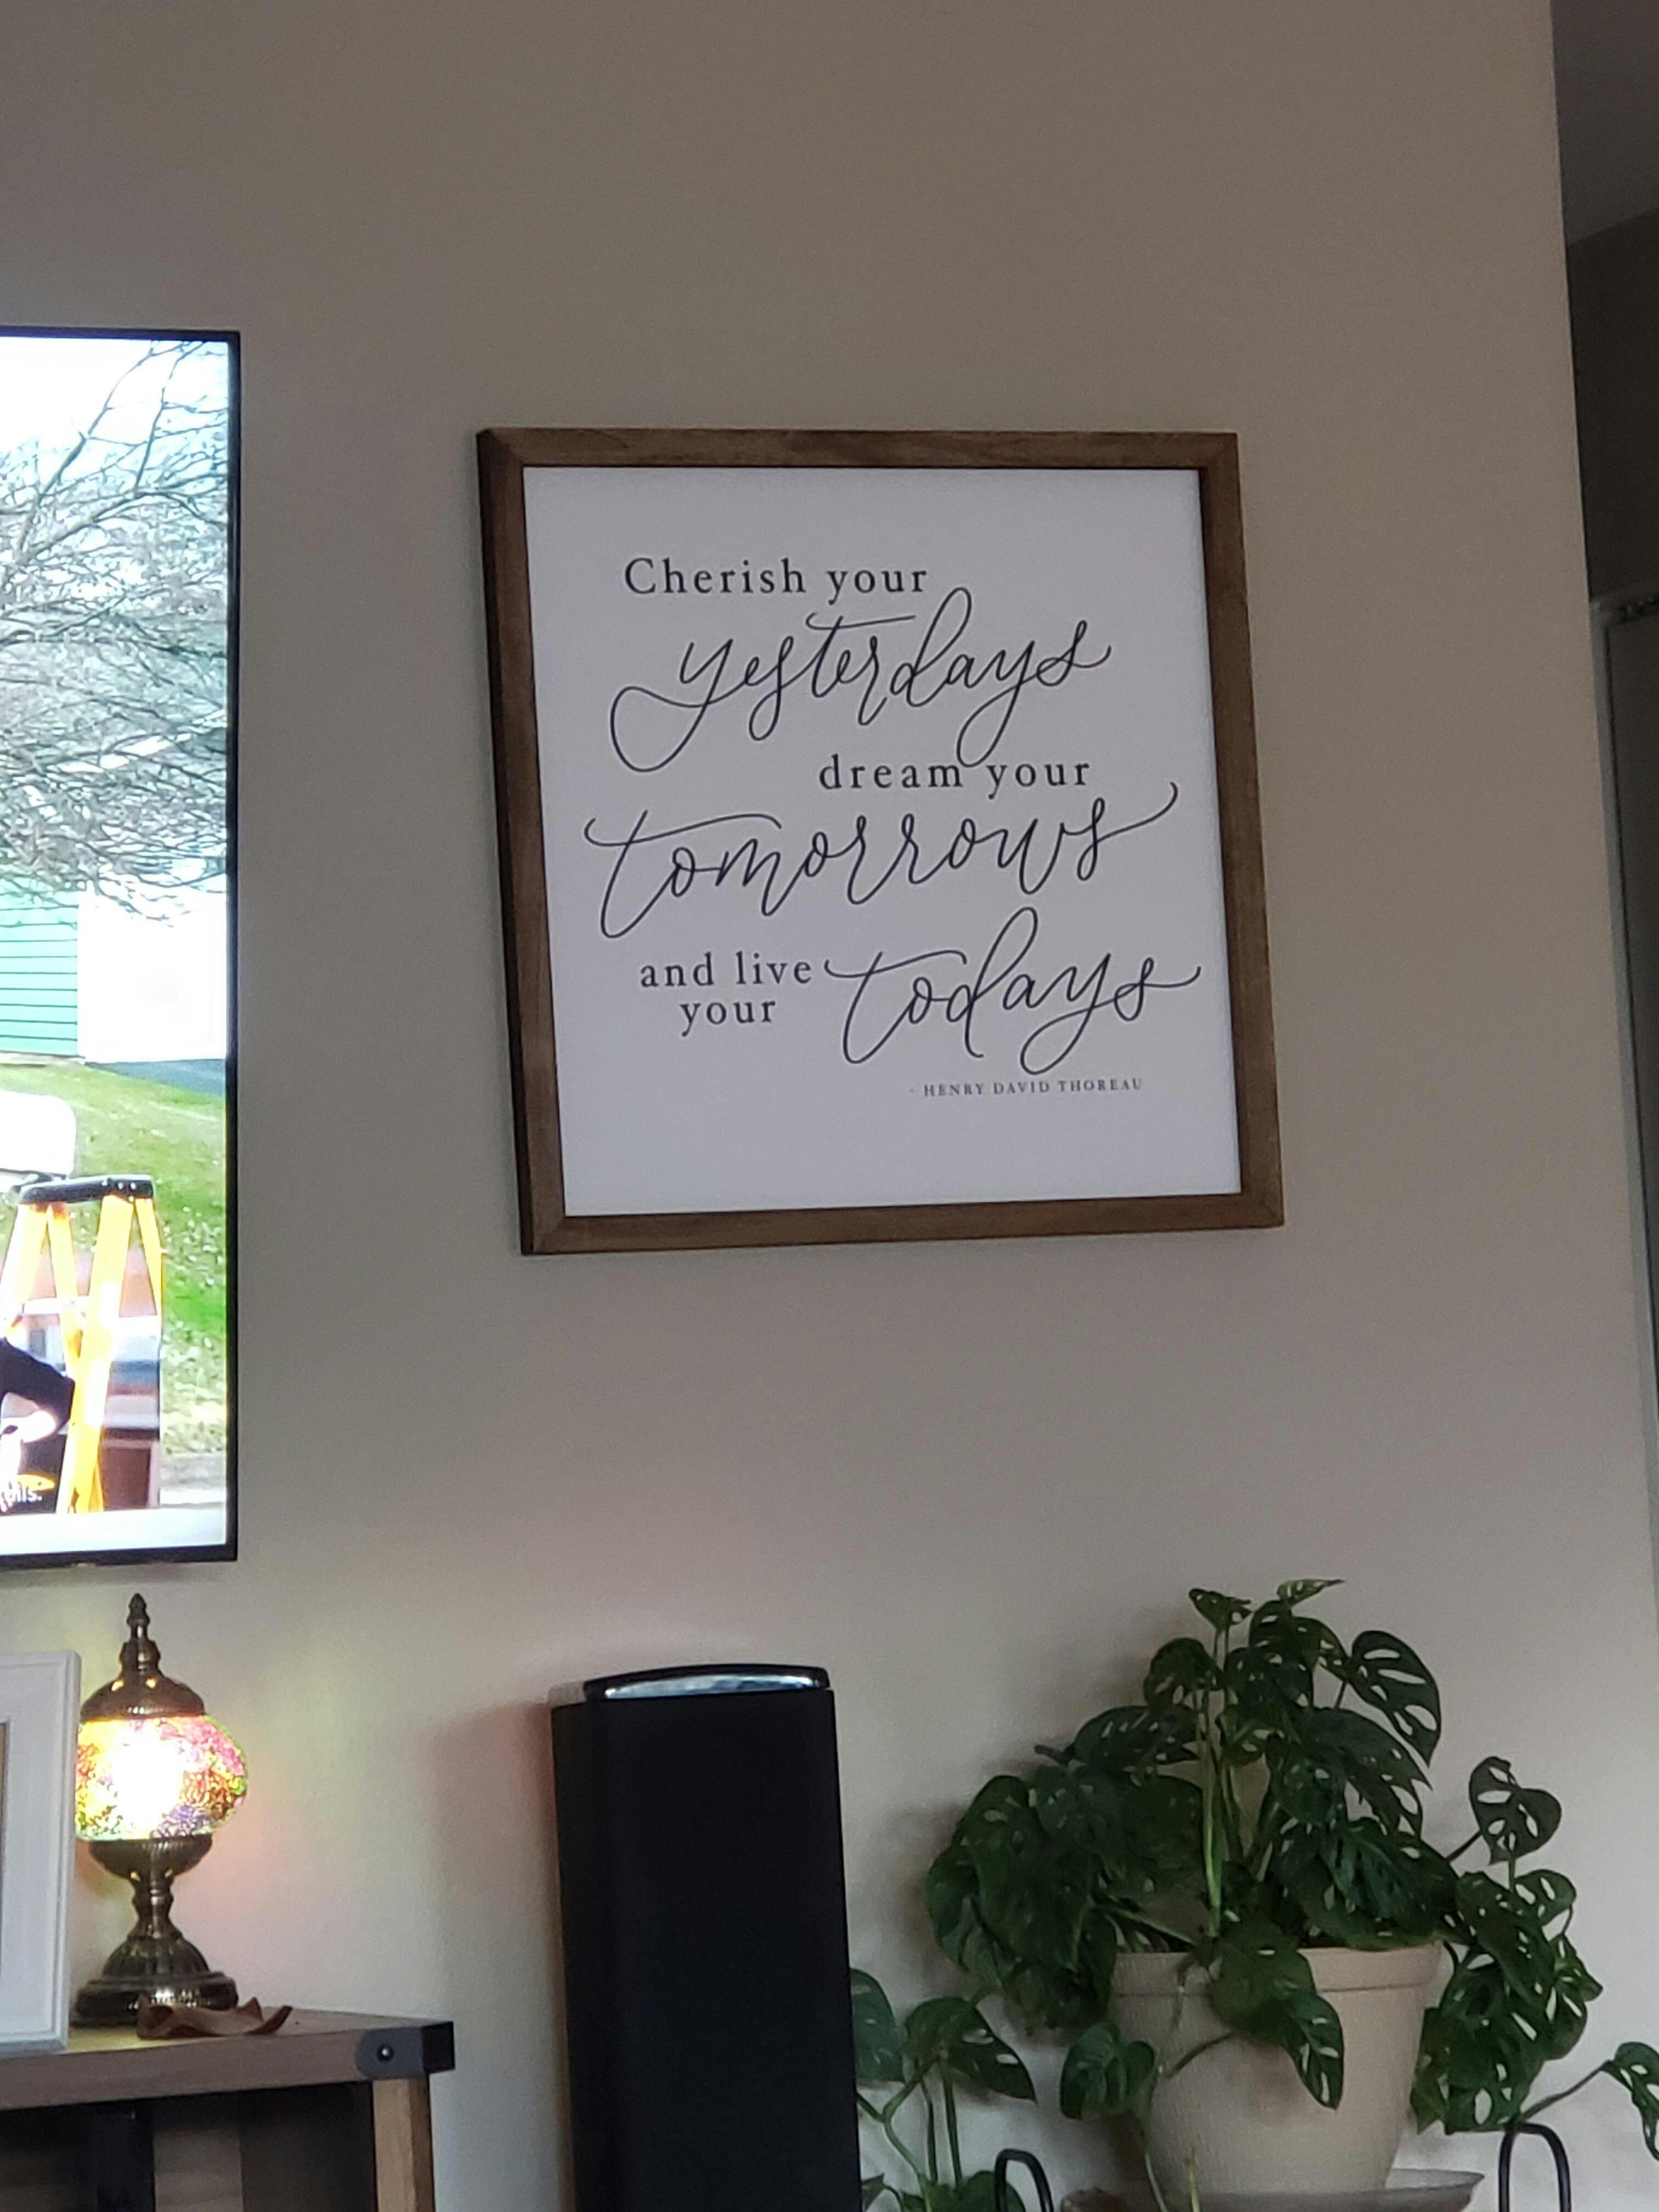 Cherish your
yesterdays
dream your
tomorrows
and live
your todays
- HENRY DAVID THOREAU